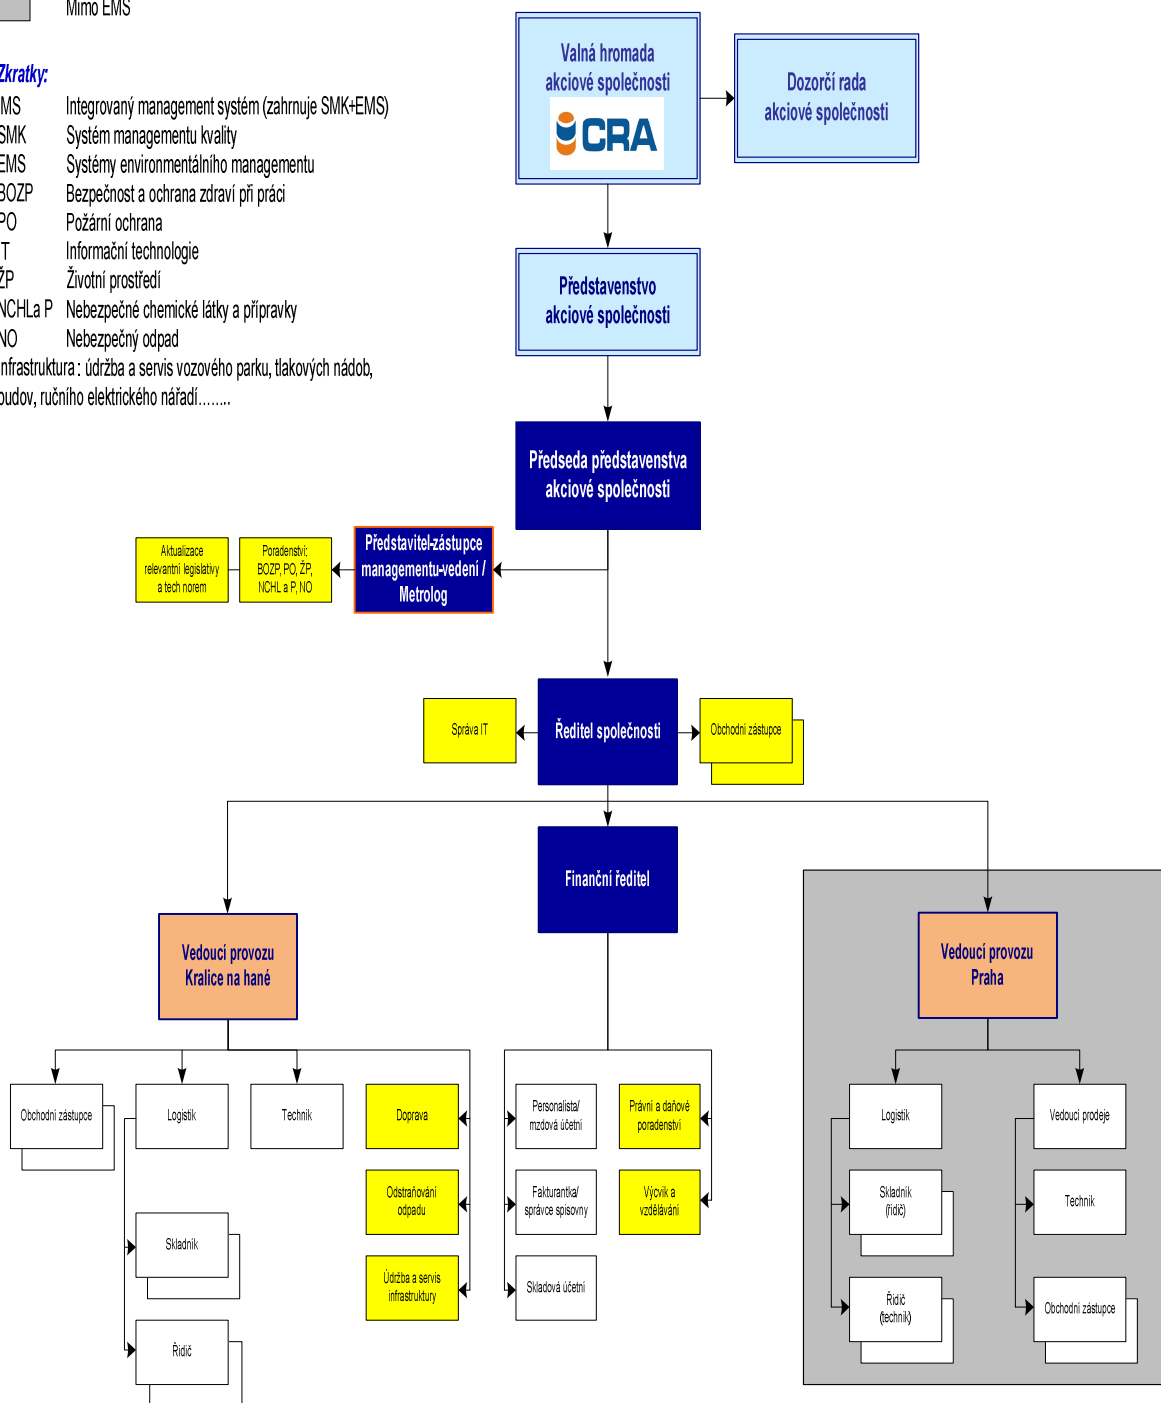 Mimo EMS
Zkratky:
IMS Integrovaný management systém (zahrnuje SMK+EMS)
SMK Systém managementu kvality
EMS Systémy environmentálního managementu
BOZP Bezpečnost a ochrana zdraví při práci
PO Požární ochrana
IT Informační technologie
ŽP Životní prostředí
NCHLa P Nebezpečné chemické látky a přípravky
NO Nebezpečný odpad
Infrastruktura : údržba a servis vozového parku, tlakových nádob,
budov, ručního elektrického nářadí........
Valná hromada
akciové společnosti
CRA
Dozorčí rada
akciové společnosti
Představenstvo
akciové společnosti
Předseda představenstva
akciové společnosti
Představitel-zástupce
managementu-vedení /
Metrolog
Poradenství:
BOZP, PO, ŽP,
NCHL a P, NO
Aktualizace
relevantní legislativy
a tech norem
Správa IT
Ředitel společnosti
Obchodní zástupce
Finanční ředitel
Vedoucí provozu
Kralice na hané
Vedoucí provozu
Praha
Obchodní zástupce
Logistik
Technik
Doprava
Odstraňování
odpadu
Údržba a servis
infrastruktury
Skladník
Řidič
Personalista/
mzdová účetní
Fakturantka/
správce spisovny
Skladová účetní
Právní a daňové
poradenství
Výcvik a
vzdělávání
Logistik
Skladník
(řidič)
Řidič
(technik)
Vedoucí prodeje
Technik
Obchodní zástupce